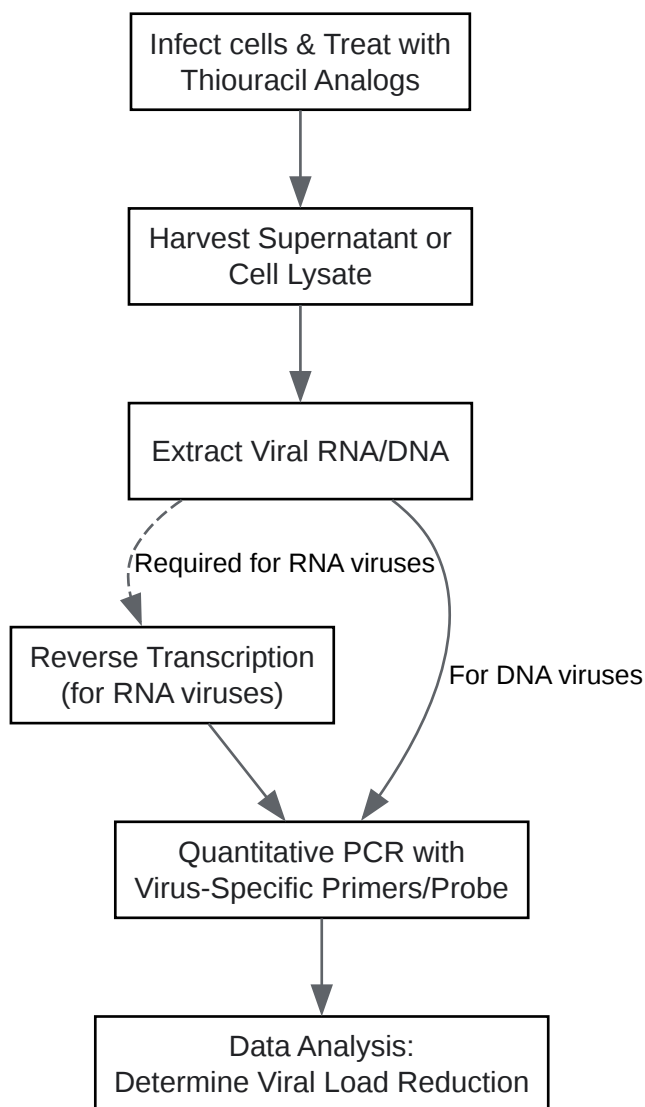 Infect cells & Treat with
Thiouracil Analogs
Harvest Supernatant or
Cell Lysate
Extract Viral RNA/DNA
Required for RNA viruses
Reverse Transcription
(for RNA viruses)
For DNA viruses
Quantitative PCR with
Virus-Specific Primers/Probe
Data Analysis:
Determine Viral Load Reduction